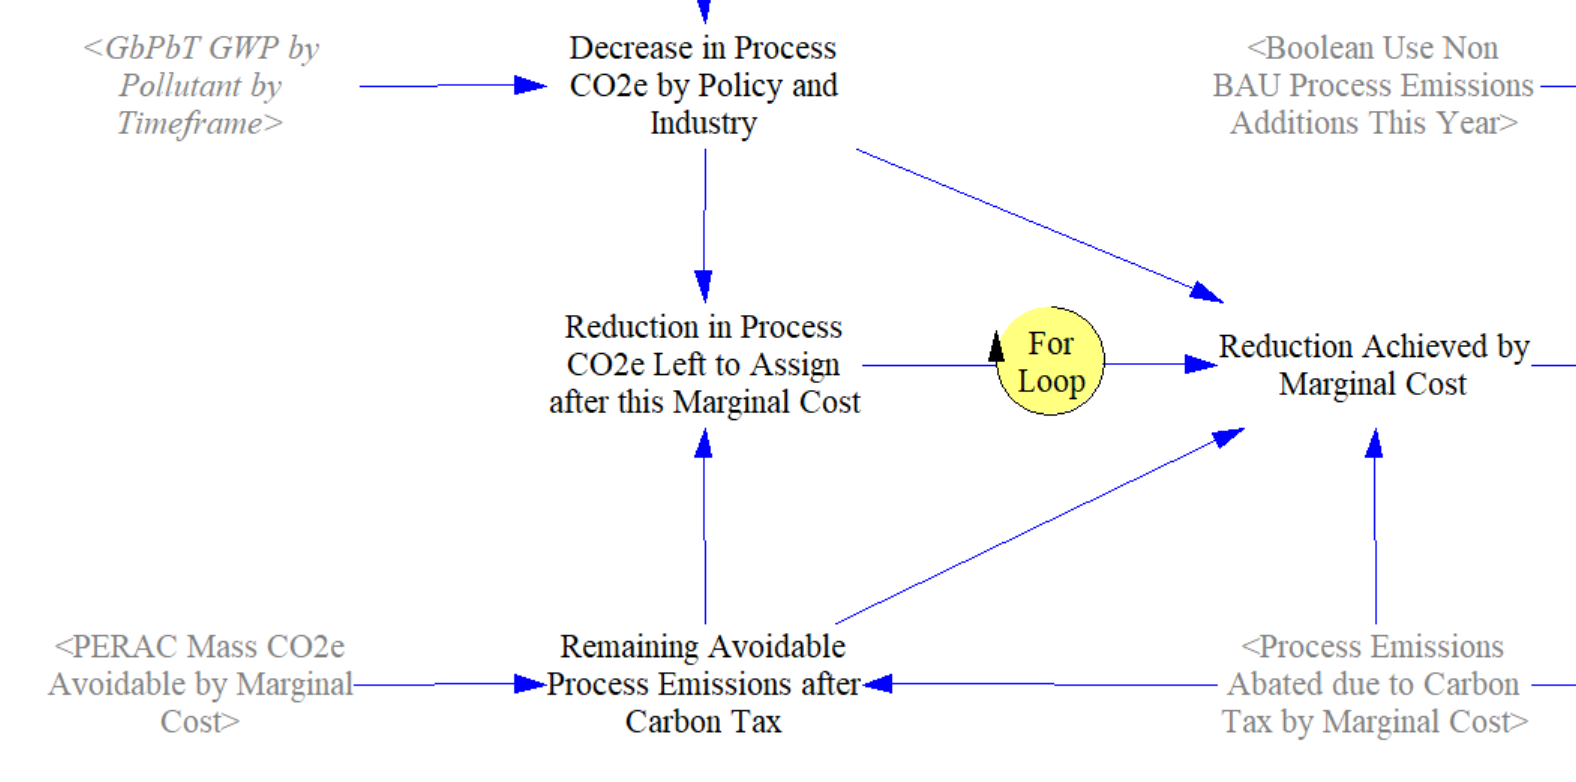 <GbPbT GWP by
Pollutant by
Timeframe>
Decrease in Process
CO2e by Policy and
Industry
<Boolean Use Non
BAU Process Emissions
Additions This Year>
Reduction in Process
CO2e Left to Assign
after this Marginal Cost
For
Loop
Reduction Achieved by
Marginal Cost
<PERAC Mass CO2e
Avoidable by Marginal
Cost>
Remaining Avoidable
Process Emissions after
Carbon Tax
<Process Emissions
Abated due to Carbon
Tax by Marginal Cost>